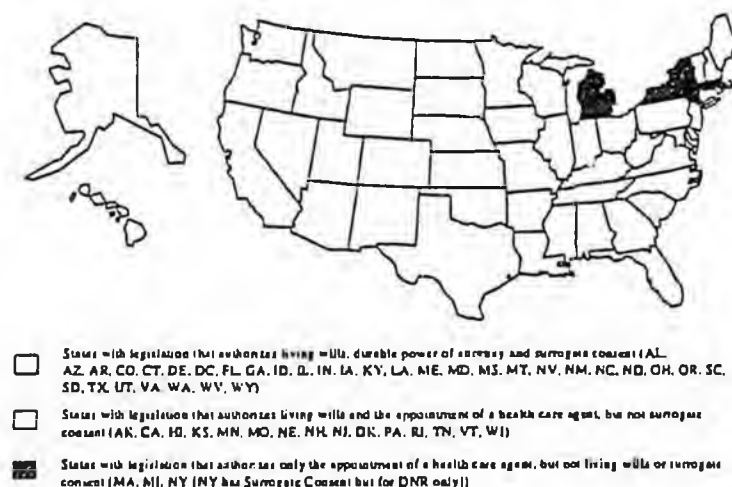 States with legislation that authorizes living wills, durable power of attorney and surrogate consent (AL,
AZ, AR, CO, CT, DE, DC, FL, GA, ID, IL, IN, IA, KY, LA, ME, MD, MS, MT, NV, NM, NC, ND, OH, OR, SC,
SD, TX, UT, VA, WA, WV, WY)
States with legislation that authorizes living wills and the appointment of a health care agent, but not surrogate
consent (AK, CA, HI, KS, MN, MO, NE, NH, NJ, OK, PA, RI, TN, VT, WI)
States with legislation that authorizes only the appointment of a health care agent, but not living wills or surrogate
consent (MA, MI, NY [NY has Surrogate Consent but for DNR only])